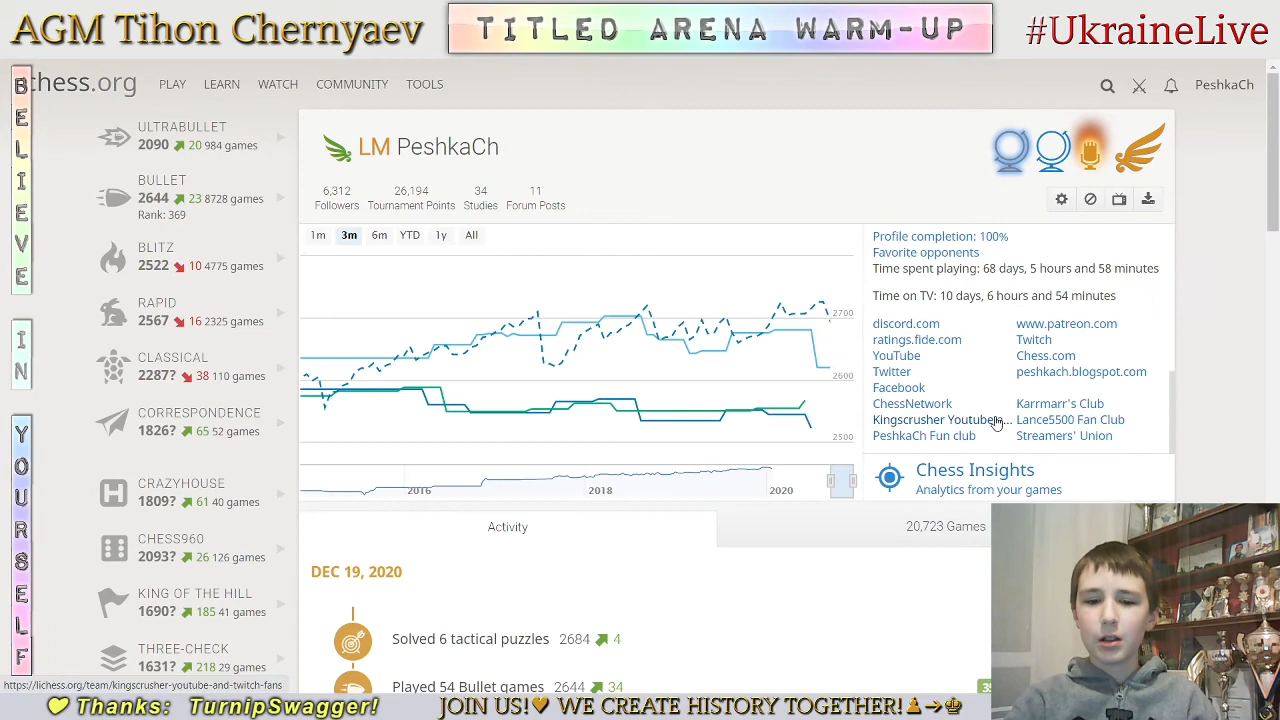 AGM Tihon Chernyaev
TITLED ARENA WARM-UP
#UkraineLive
BELIEVE
IN
YOURSELF
chess.org
PLAY
LEARN
WATCH
COMMUNITY
TOOLS
PeshkaCh
ULTRABULLET
2090 20 984 games
BULLET
2644 23 8728 games
Rank: 369
BLITZ
2522 10 4775 games
RAPID
2567 16 2325 games
CLASSICAL
2287? 38 110 games
CORRESPONDENCE
1826? 65 52 games
CRAZYHOUSE
1809? 61 40 games
CHESS960
2093? 26 126 games
KING OF THE HILL
1690? 185 41 games
THREE-CHECK
1631? 218 29 games
LM PeshkaCh
6,312 Followers
26,194 Tournament Points
34 Studies
11 Forum Posts
1m 3m 6m YTD 1y All
2700
2600
2500
2016 2018 2020
Profile completion: 100%
Favorite opponents
Time spent playing: 68 days, 5 hours and 58 minutes
Time on TV: 10 days, 6 hours and 54 minutes
discord.com www.patreon.com
ratings.fide.com Twitch
YouTube Chess.com
Twitter peshkach.blogspot.com
Facebook
ChessNetwork Karrmarr's Club
Kingscrusher Youtube... Lance5500 Fan Club
PeshkaCh Fun club Streamers' Union
Chess Insights
Analytics from your games
Activity
20,723 Games
DEC 19, 2020
Solved 6 tactical puzzles 2684 4
Played 54 Bullet games 2644 34
https://lichess.org/team/kingscrusher-youtube-and-twitch-fans
Thanks: TurnipSwagger!
JOIN US! WE CREATE HISTORY TOGETHER!